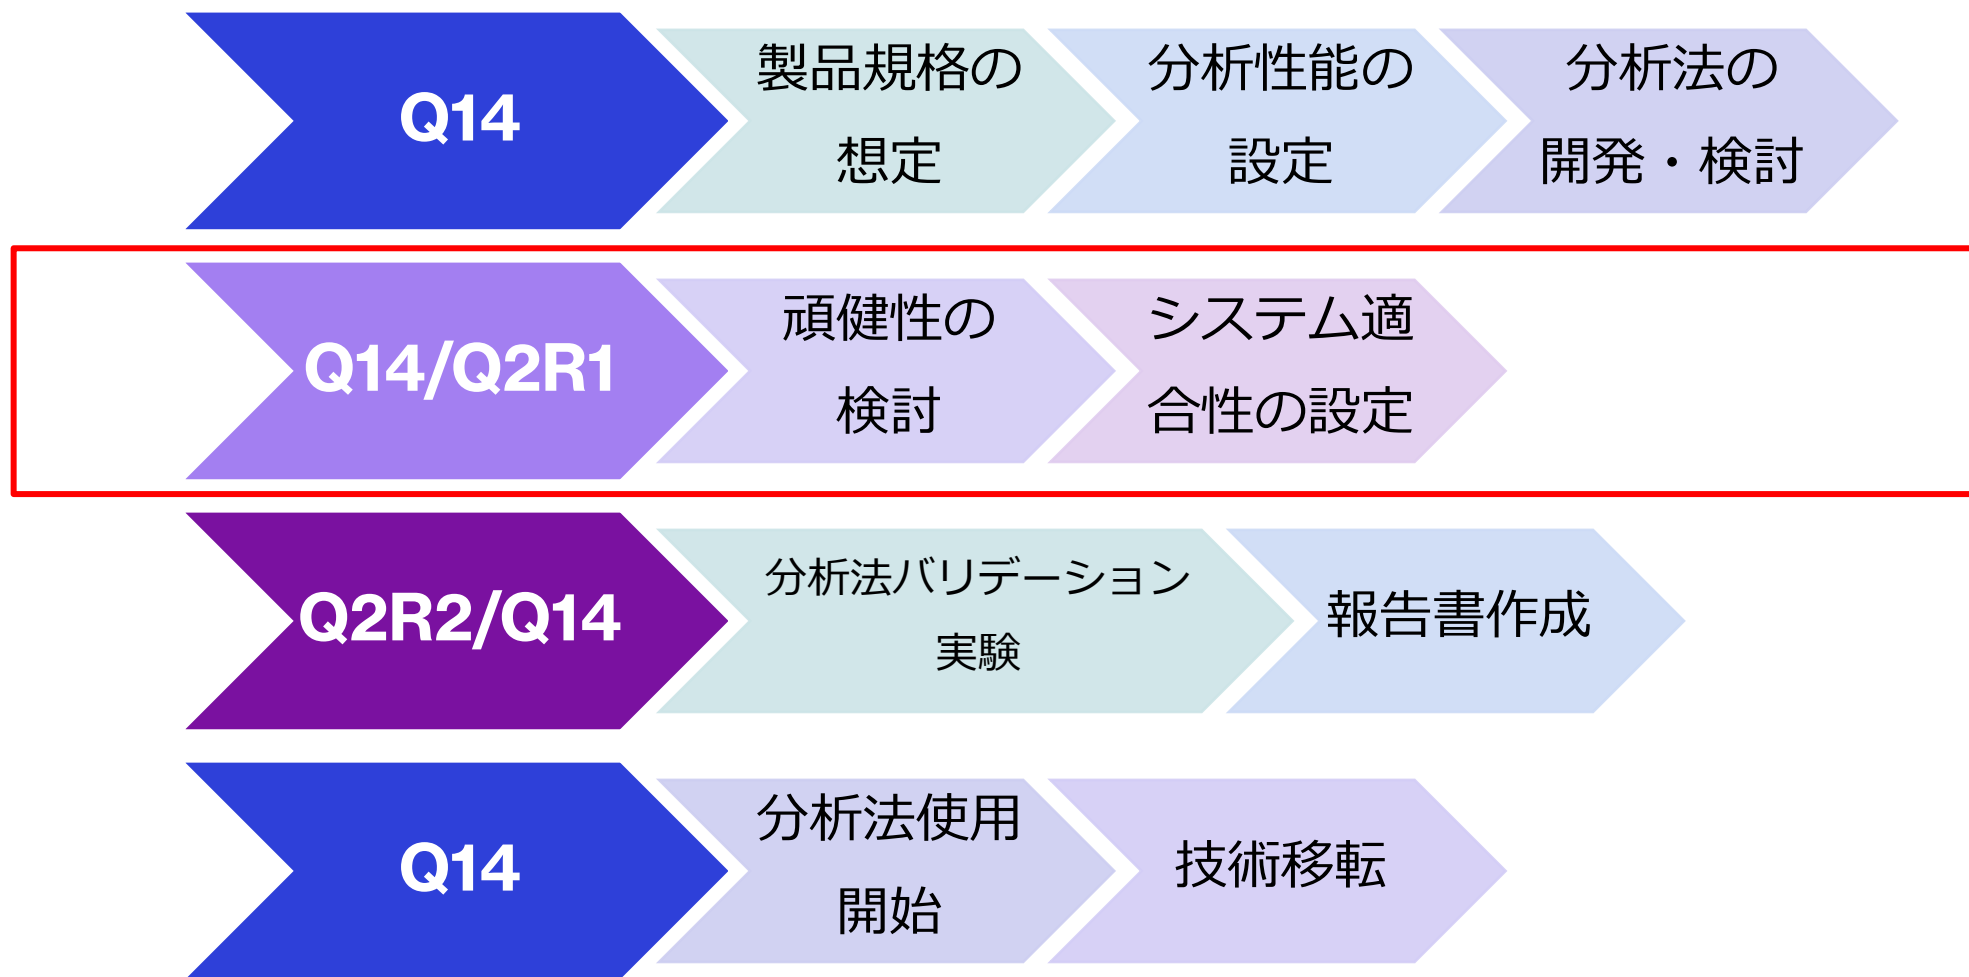 Q14
製品規格の
想定
分析性能の
設定
分析法の
開発・検討
Q14/Q2R1
頑健性の
検討
システム適
合性の設定
Q2R2/Q14
分析法バリデーション
実験
報告書作成
Q14
分析法使用
開始
技術移転